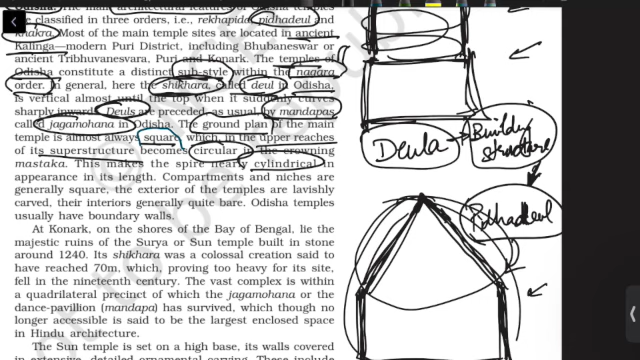 Odisha. The main architectural features of Odisha temples
are classified in three orders, i.e., rekhapida, pidhadeul and
khakra. Most of the main temple sites are located in ancient
Kalinga—modern Puri District, including Bhubaneswar or
ancient Tribhuvanesvara, Puri and Konark. The temples of
Odisha constitute a distinct sub-style within the nagara
order. In general, here the shikhara, called deul in Odisha,
is vertical almost until the top when it suddenly curves
sharply inwards. Deuls are preceded, as usual, by mandapas
called jagamohana in Odisha. The ground plan of the main
temple is almost always square, which, in the upper reaches
of its superstructure becomes circular in the crowning
mastaka. This makes the spire nearly cylindrical in
appearance in its length. Compartments and niches are
generally square, the exterior of the temples are lavishly
carved, their interiors generally quite bare. Odisha temples
usually have boundary walls.
At Konark, on the shores of the Bay of Bengal, lie the
majestic ruins of the Surya or Sun temple built in stone
around 1240. Its shikhara was a colossal creation said to
have reached 70m, which, proving too heavy for its site,
fell in the nineteenth century. The vast complex is within
a quadrilateral precinct of which the jagamohana or the
dance-pavilion (mandapa) has survived, which though no
longer accessible is said to be the largest enclosed space
in Hindu architecture.
The Sun temple is set on a high base, its walls covered
in extensive, detailed ornamental carving. These include
Deula → Building
structure
Pidhadeul